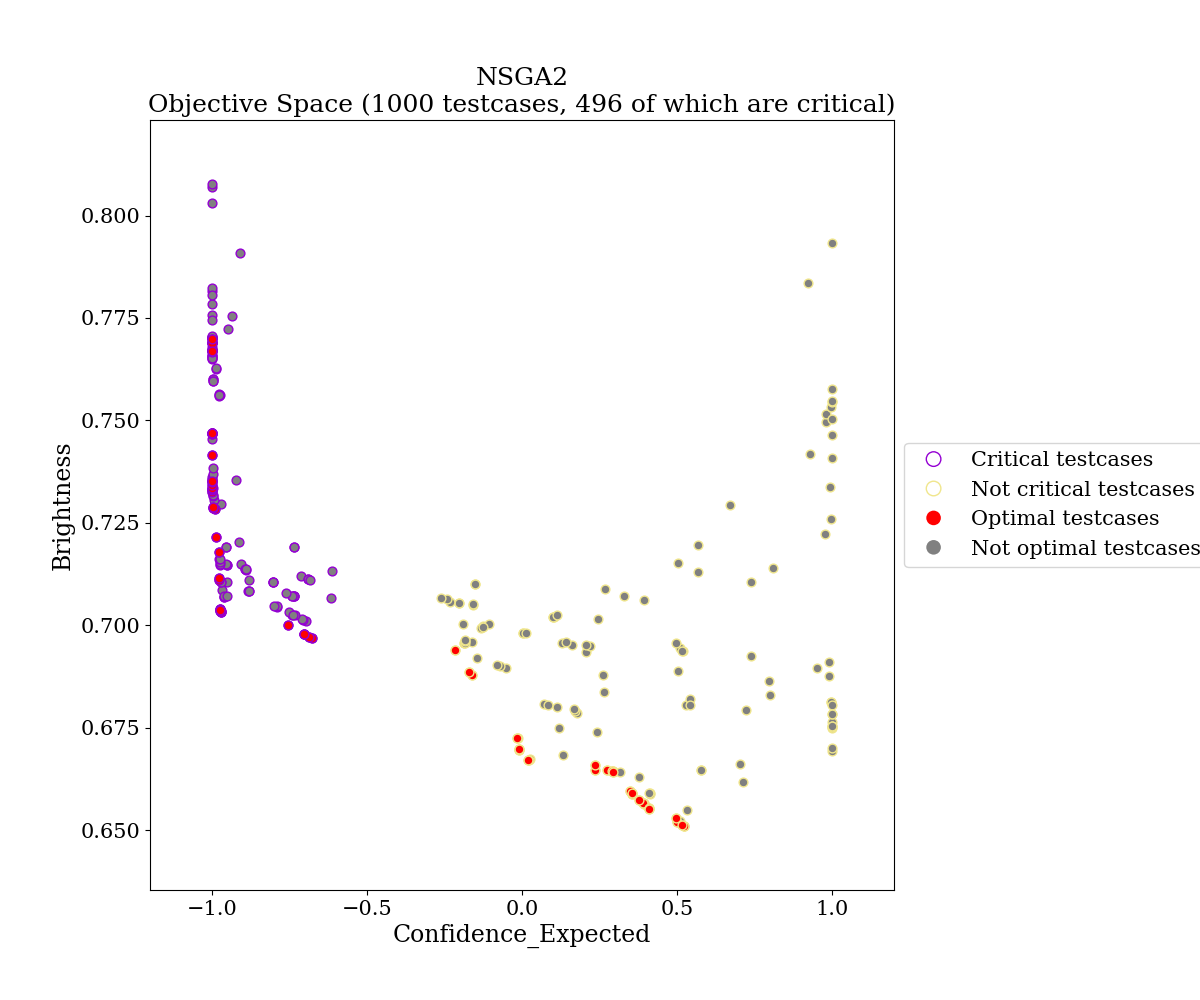 NSGA2
Objective Space (1000 testcases, 496 of which are critical)
0.800
0.775
0.750
0.725
0.700
0.675
0.650
Brightness
−1.0
−0.5
0.0
0.5
1.0
Confidence_Expected
Critical testcases
Not critical testcases
Optimal testcases
Not optimal testcases